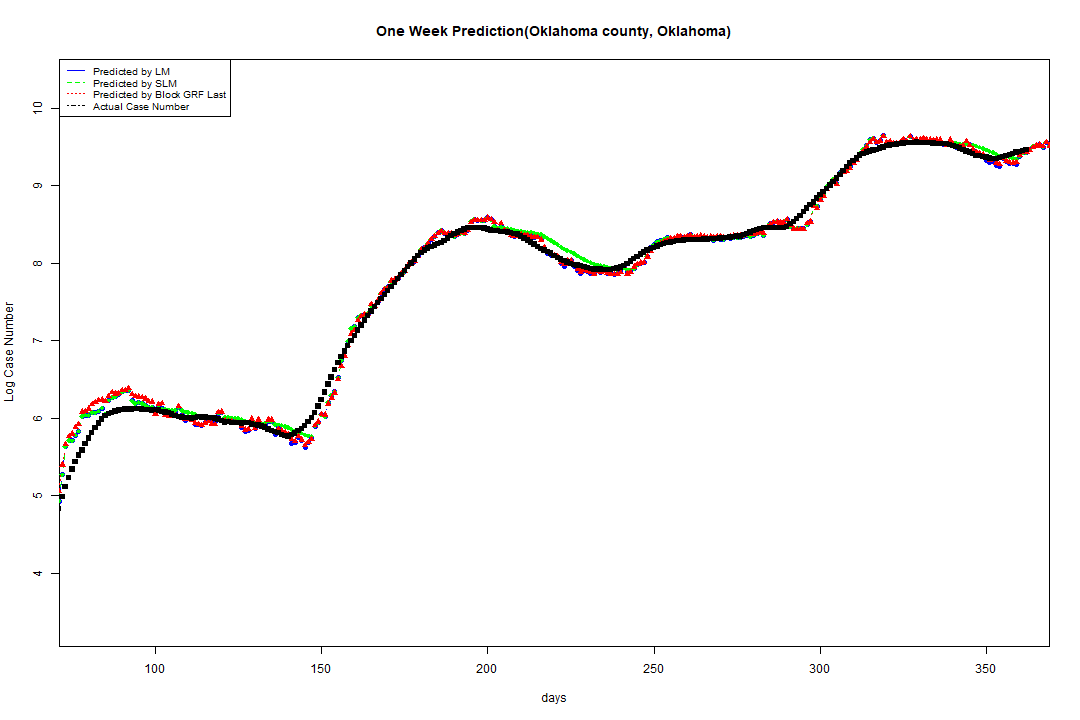 One Week Prediction(Oklahoma county, Oklahoma)
Predicted by LM
Predicted by SLM
Predicted by Block GRF Last
Actual Case Number
Log Case Number
10
9
8
7
6
5
4
100 150 200 250 300 350
days